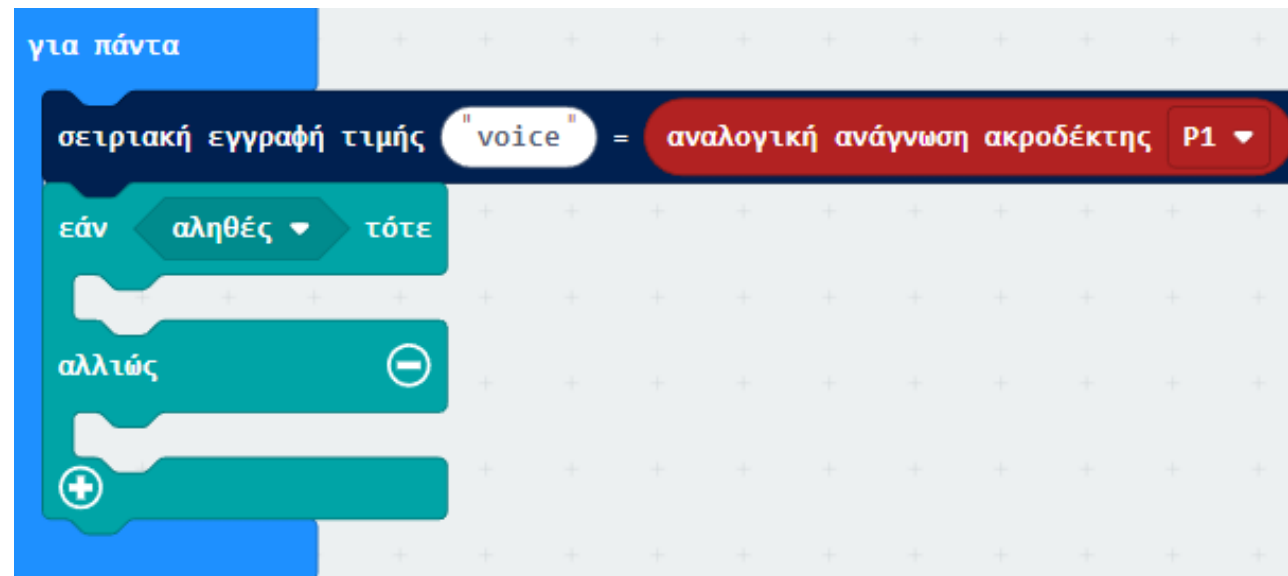 για πάντα
σειριακή εγγραφή τιμής "voice" = αναλογική ανάγνωση ακροδέκτης P1
εάν αληθές τότε
αλλιώς